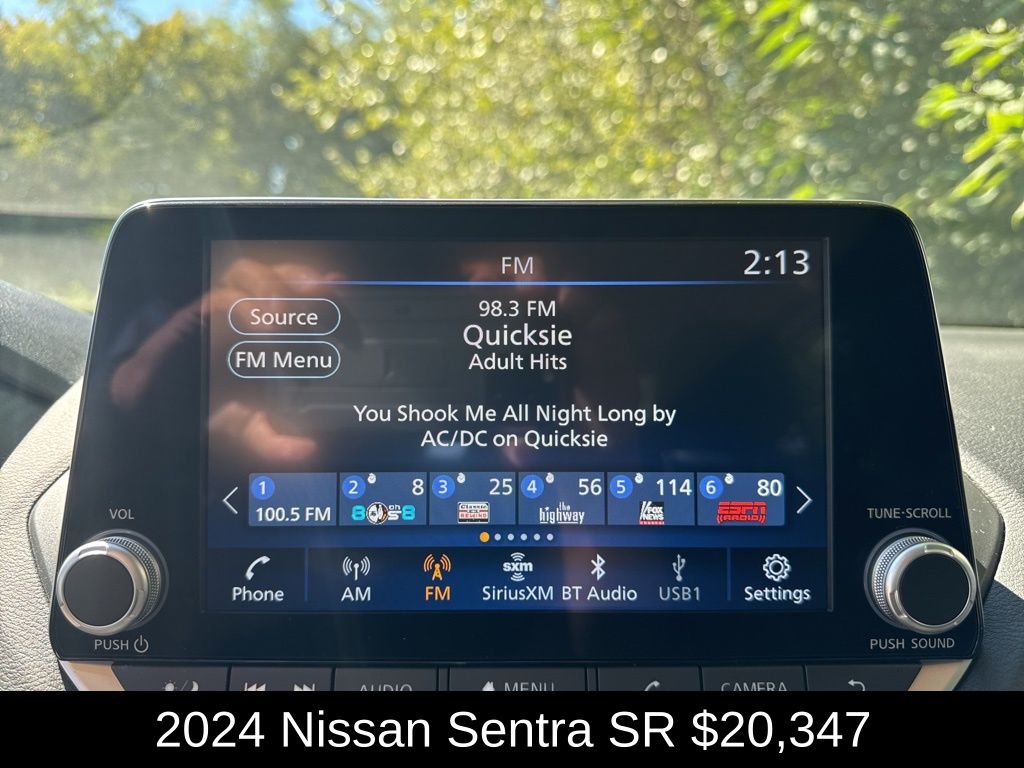 FM
2:13
Source
98.3 FM
Quicksie
FM Menu
Adult Hits
You Shook Me All Night Long by
AC/DC on Quicksie
1 2 8 3 25 4 56 5 114 6 80
100.5 FM 80s on 8 Classic Rewind the highway FOX NEWS ESPN RADIO
VOL
TUNE·SCROLL
Phone AM FM SXM SiriusXM BT Audio USB1 Settings
PUSH
PUSH SOUND
AUDIO MENU CAMERA
2024 Nissan Sentra SR $20,347